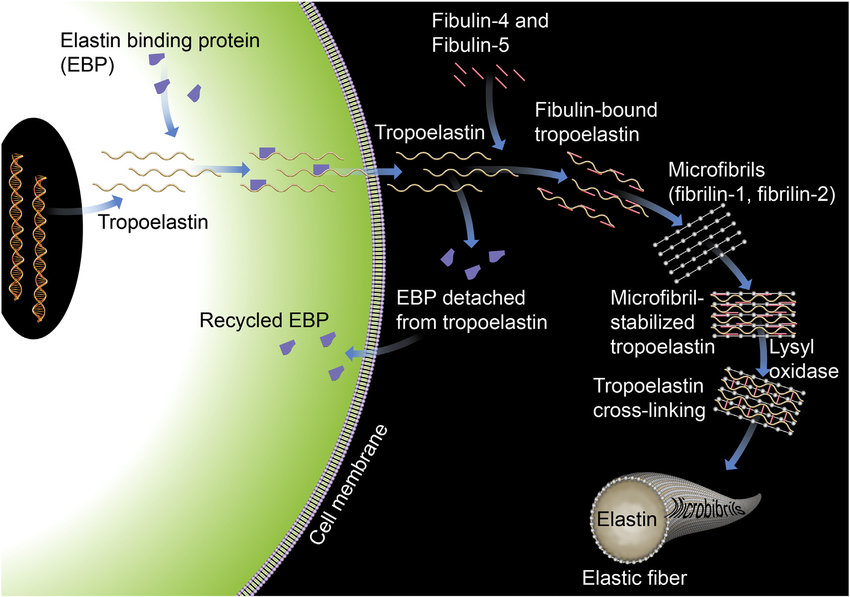 Elastin binding protein
(EBP)
Fibulin-4 and
Fibulin-5
Tropoelastin
Tropoelastin
Fibulin-bound
tropoelastin
Microfibrils
(fibrilin-1, fibrilin-2)
Recycled EBP
EBP detached
from tropoelastin
Microfibril-
stabilized
tropoelastin
Lysyl
oxidase
Tropoelastin
cross-linking
Cell membrane
Elastin
Microbibrils
Elastic fiber